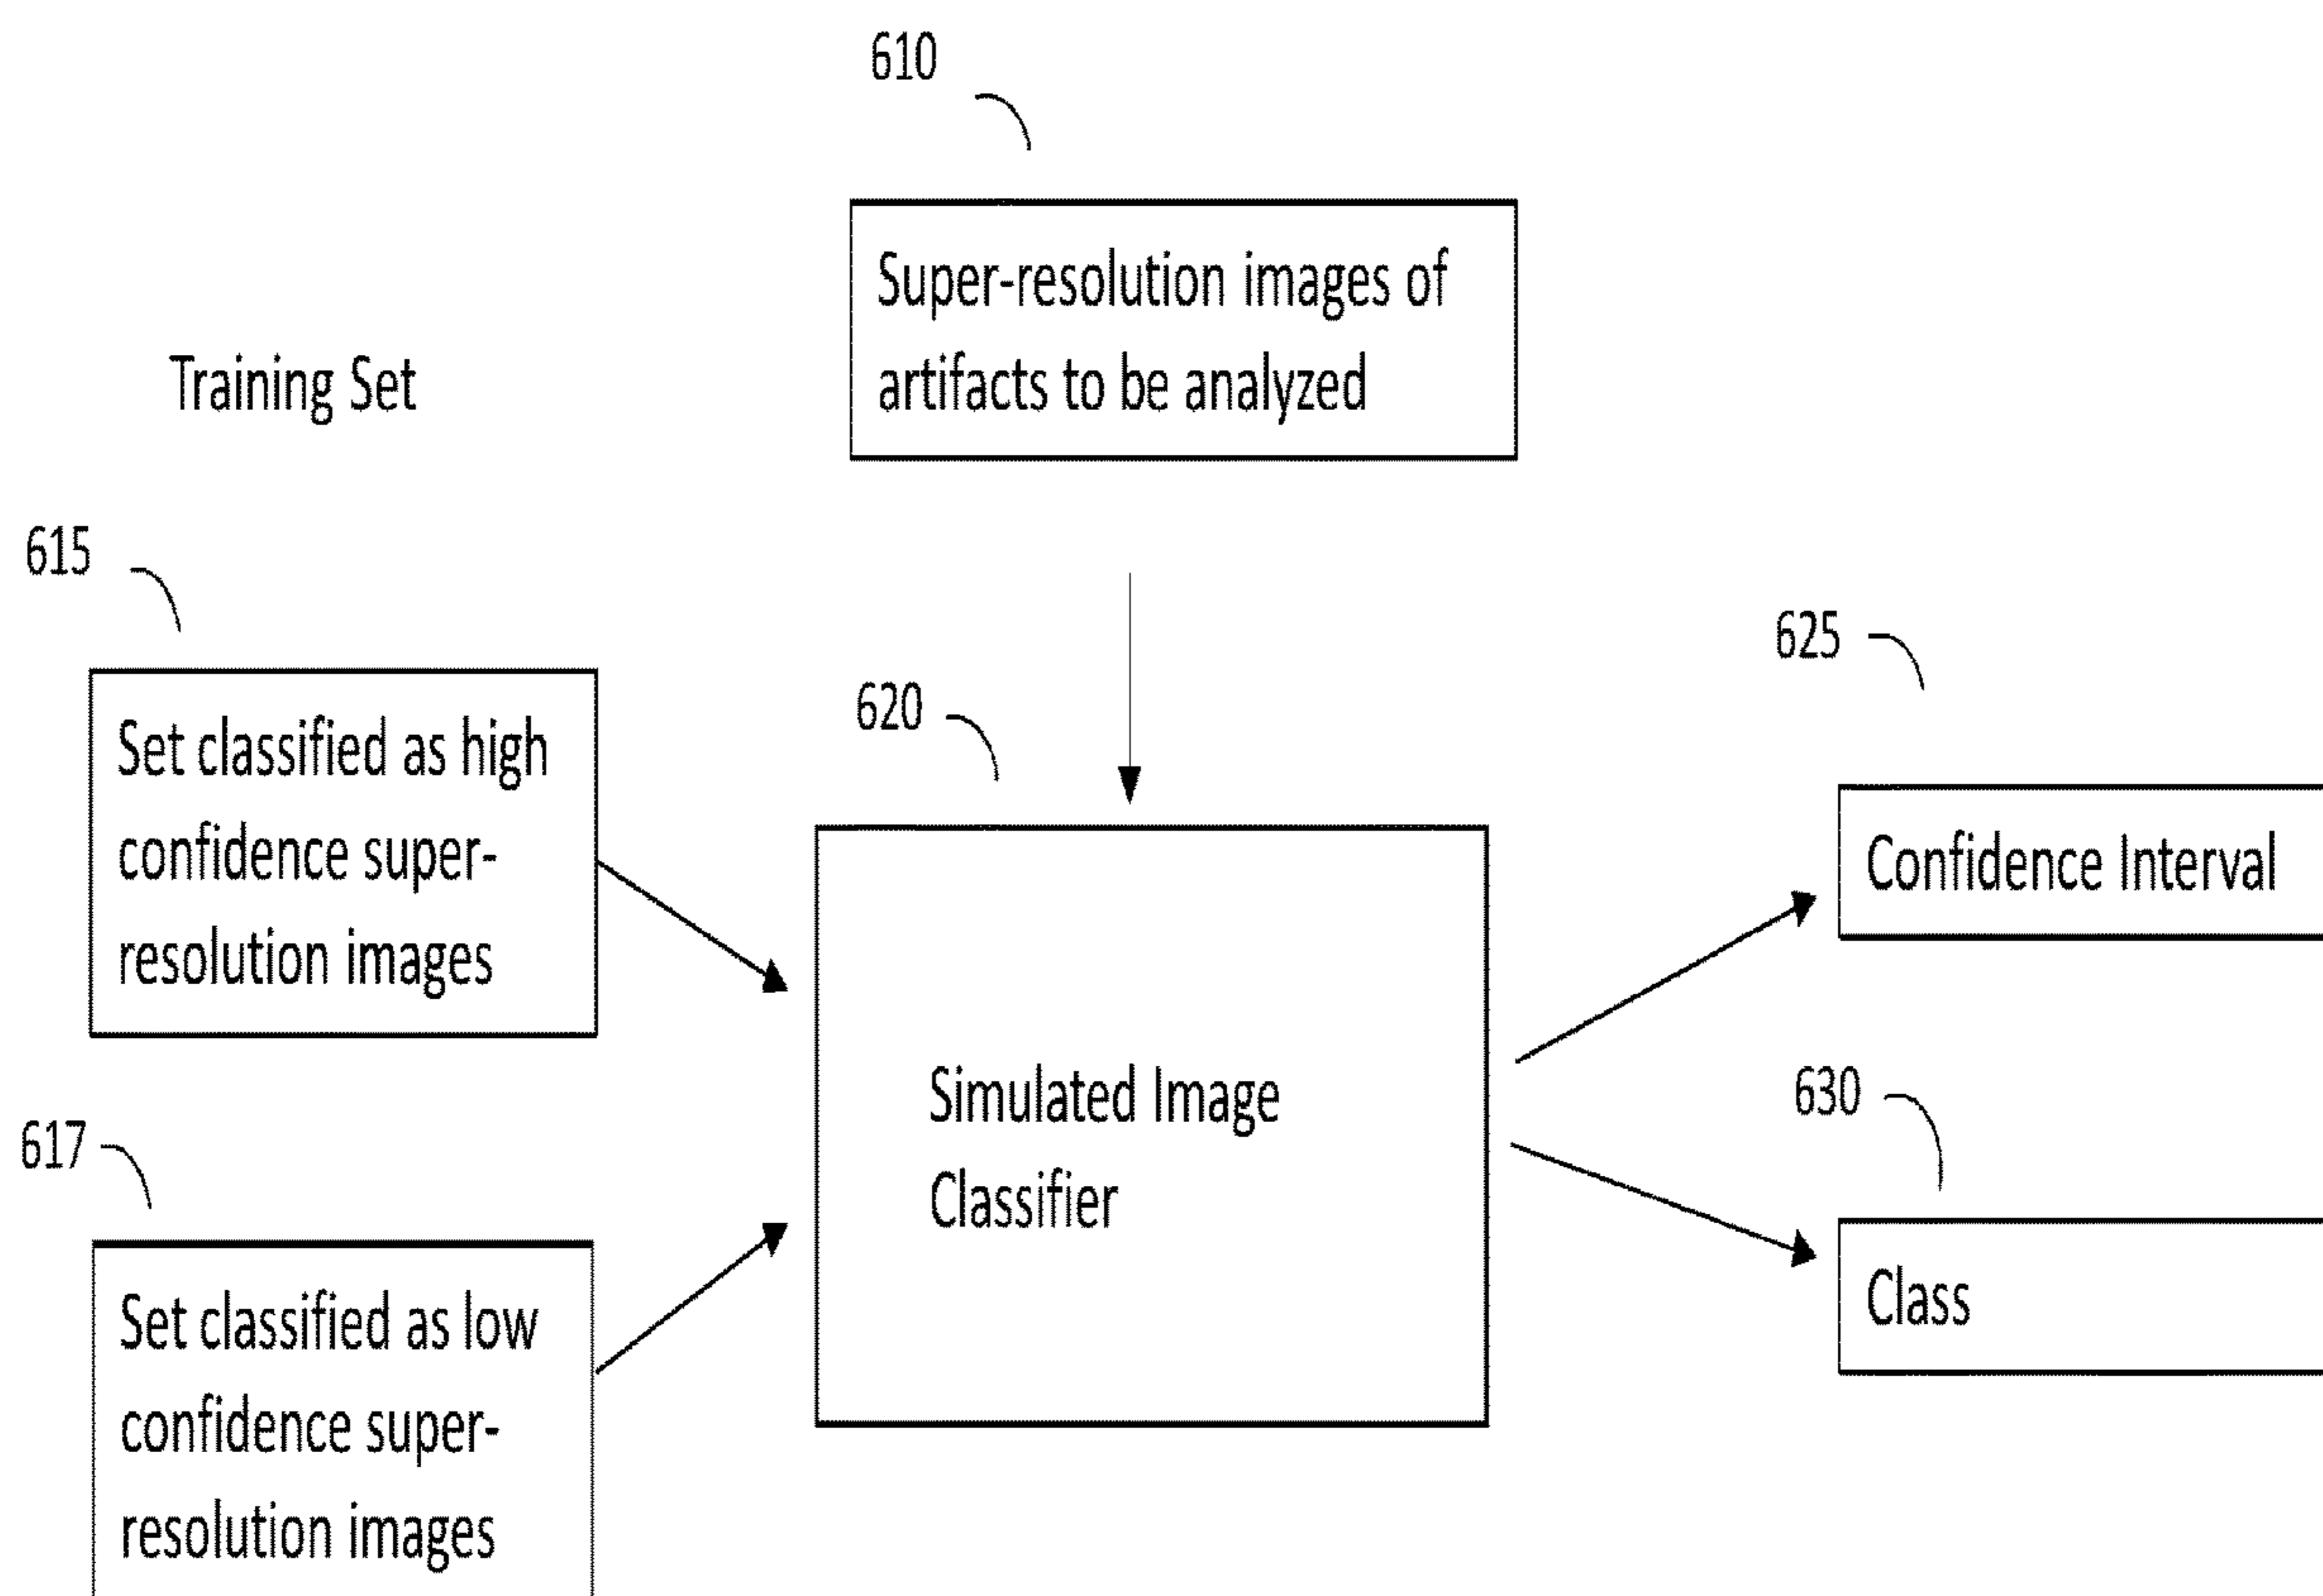 610
Super-resolution images of
artifacts to be analyzed
Training Set
615
Set classified as high
confidence super-
resolution images
617
Set classified as low
confidence super-
resolution images
620
Simulated Image
Classifier
625
Confidence Interval
630
Class